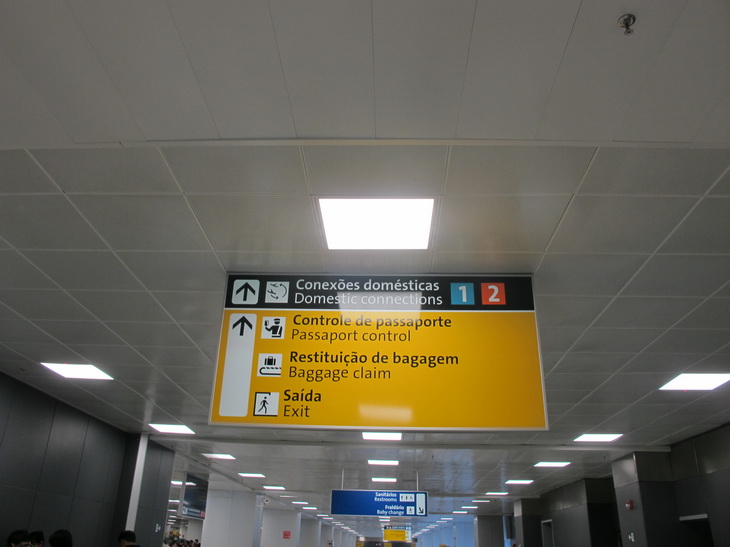 Conexões domésticas
Domestic connections
1 2
Controle de passaporte
Passaport control
Restituição de bagagem
Baggage claim
Saída
Exit
Sanitários
Restrooms
Fraldário
Baby change